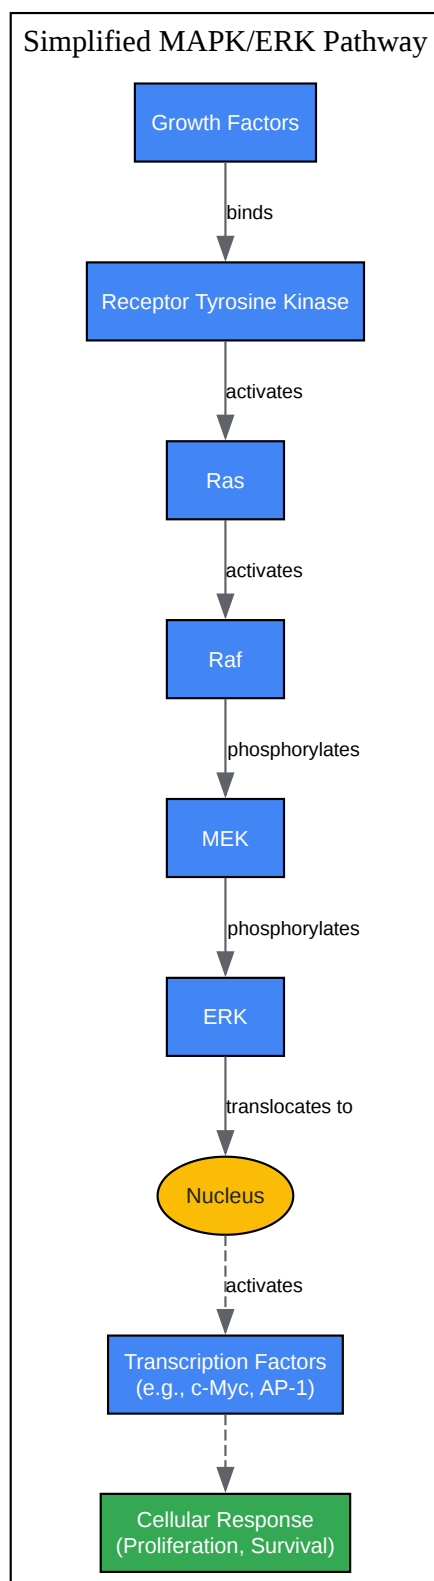 Simplified MAPK/ERK Pathway
Growth Factors
binds
Receptor Tyrosine Kinase
activates
Ras
activates
Raf
phosphorylates
MEK
phosphorylates
ERK
translocates to
Nucleus
activates
Transcription Factors
(e.g., c-Myc, AP-1)
Cellular Response
(Proliferation, Survival)